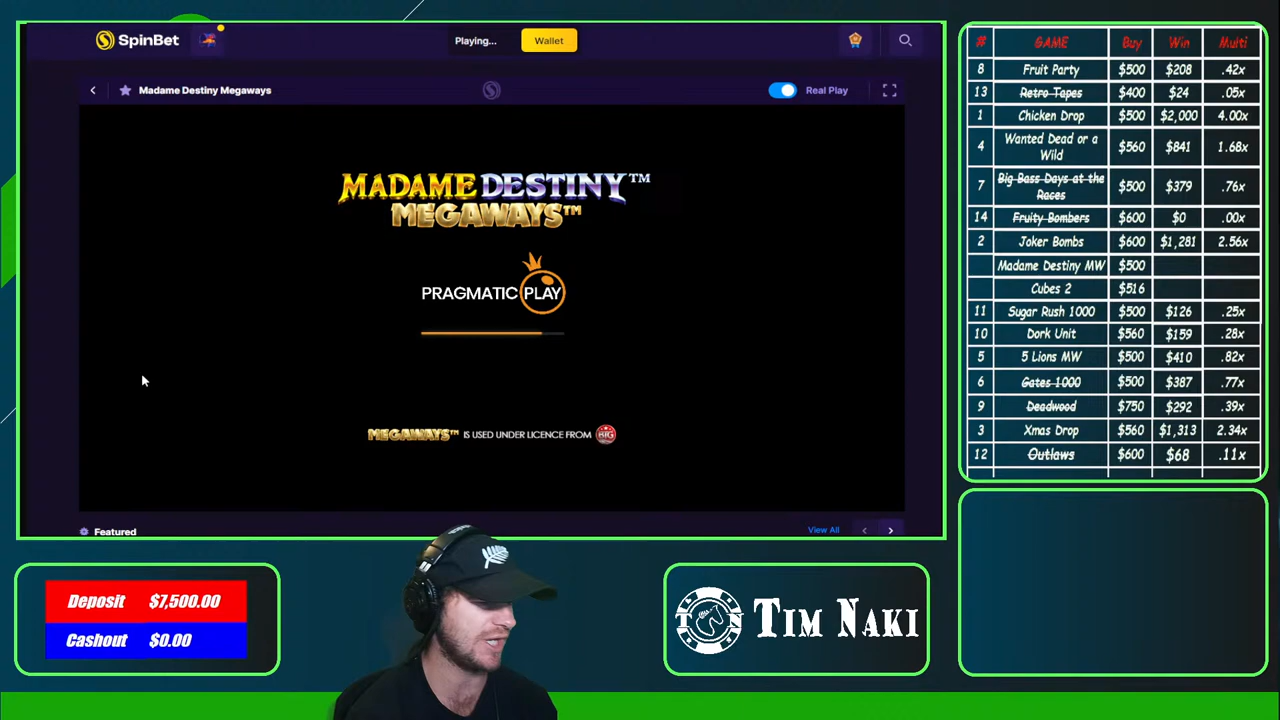 SpinBet
Playing...
Wallet
Madame Destiny Megaways
Real Play
MADAME DESTINY™
MEGAWAYS™
PRAGMATIC PLAY
MEGAWAYS™ IS USED UNDER LICENCE FROM BIG
Featured
View All
# GAME Buy Win Multi
8 Fruit Party $500 $208 .42x
13 Retro Tapes $400 $24 .05x
1 Chicken Drop $500 $2,000 4.00x
4 Wanted Dead or a Wild $560 $841 1.68x
7 Big Bass Days at the Races $500 $379 .76x
14 Fruity Bombers $600 $0 .00x
2 Joker Bombs $600 $1,281 2.56x
Madame Destiny MW $500
Cubes 2 $516
11 Sugar Rush 1000 $500 $126 .25x
10 Dork Unit $560 $159 .28x
5 5 Lions MW $500 $410 .82x
6 Gates 1000 $500 $387 .77x
9 Deadwood $750 $292 .39x
3 Xmas Drop $560 $1,313 2.34x
12 Outlaws $600 $68 .11x
Deposit $7,500.00
Cashout $0.00
TN TIM NAKI